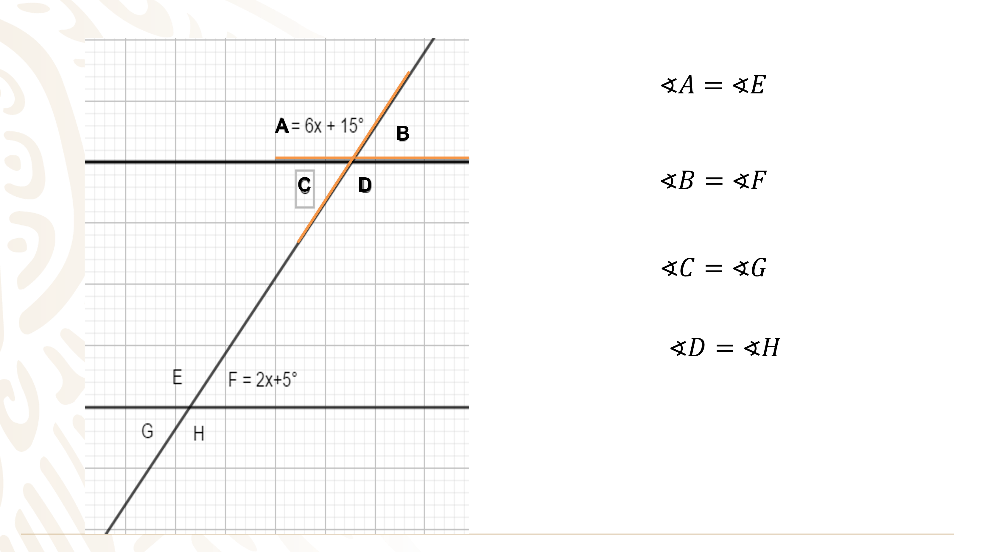 A = 6x + 15°
B
C
D
E
F = 2x+5°
G
H
∢A = ∢E
∢B = ∢F
∢C = ∢G
∢D = ∢H